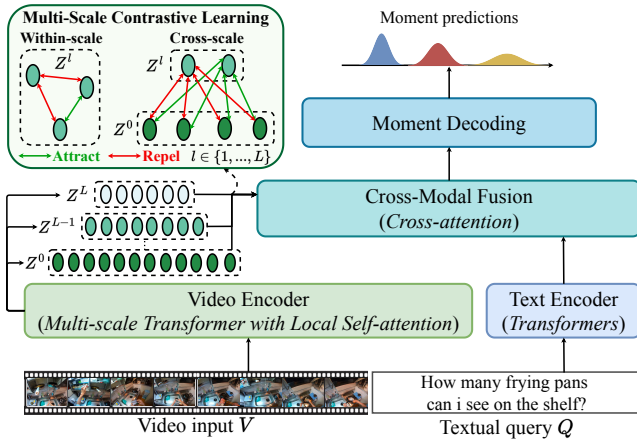 Multi-Scale Contrastive Learning
Within-scale Cross-scale
Z^l
Z^l
Z^0
Attract Repel l ∈ {1, ..., L}
Moment predictions
Moment Decoding
Cross-Modal Fusion
(Cross-attention)
Z^L
Z^{L-1}
Z^0
Video Encoder
(Multi-scale Transformer with Local Self-attention)
Text Encoder
(Transformers)
How many frying pans
can i see on the shelf?
Video input V
Textual query Q